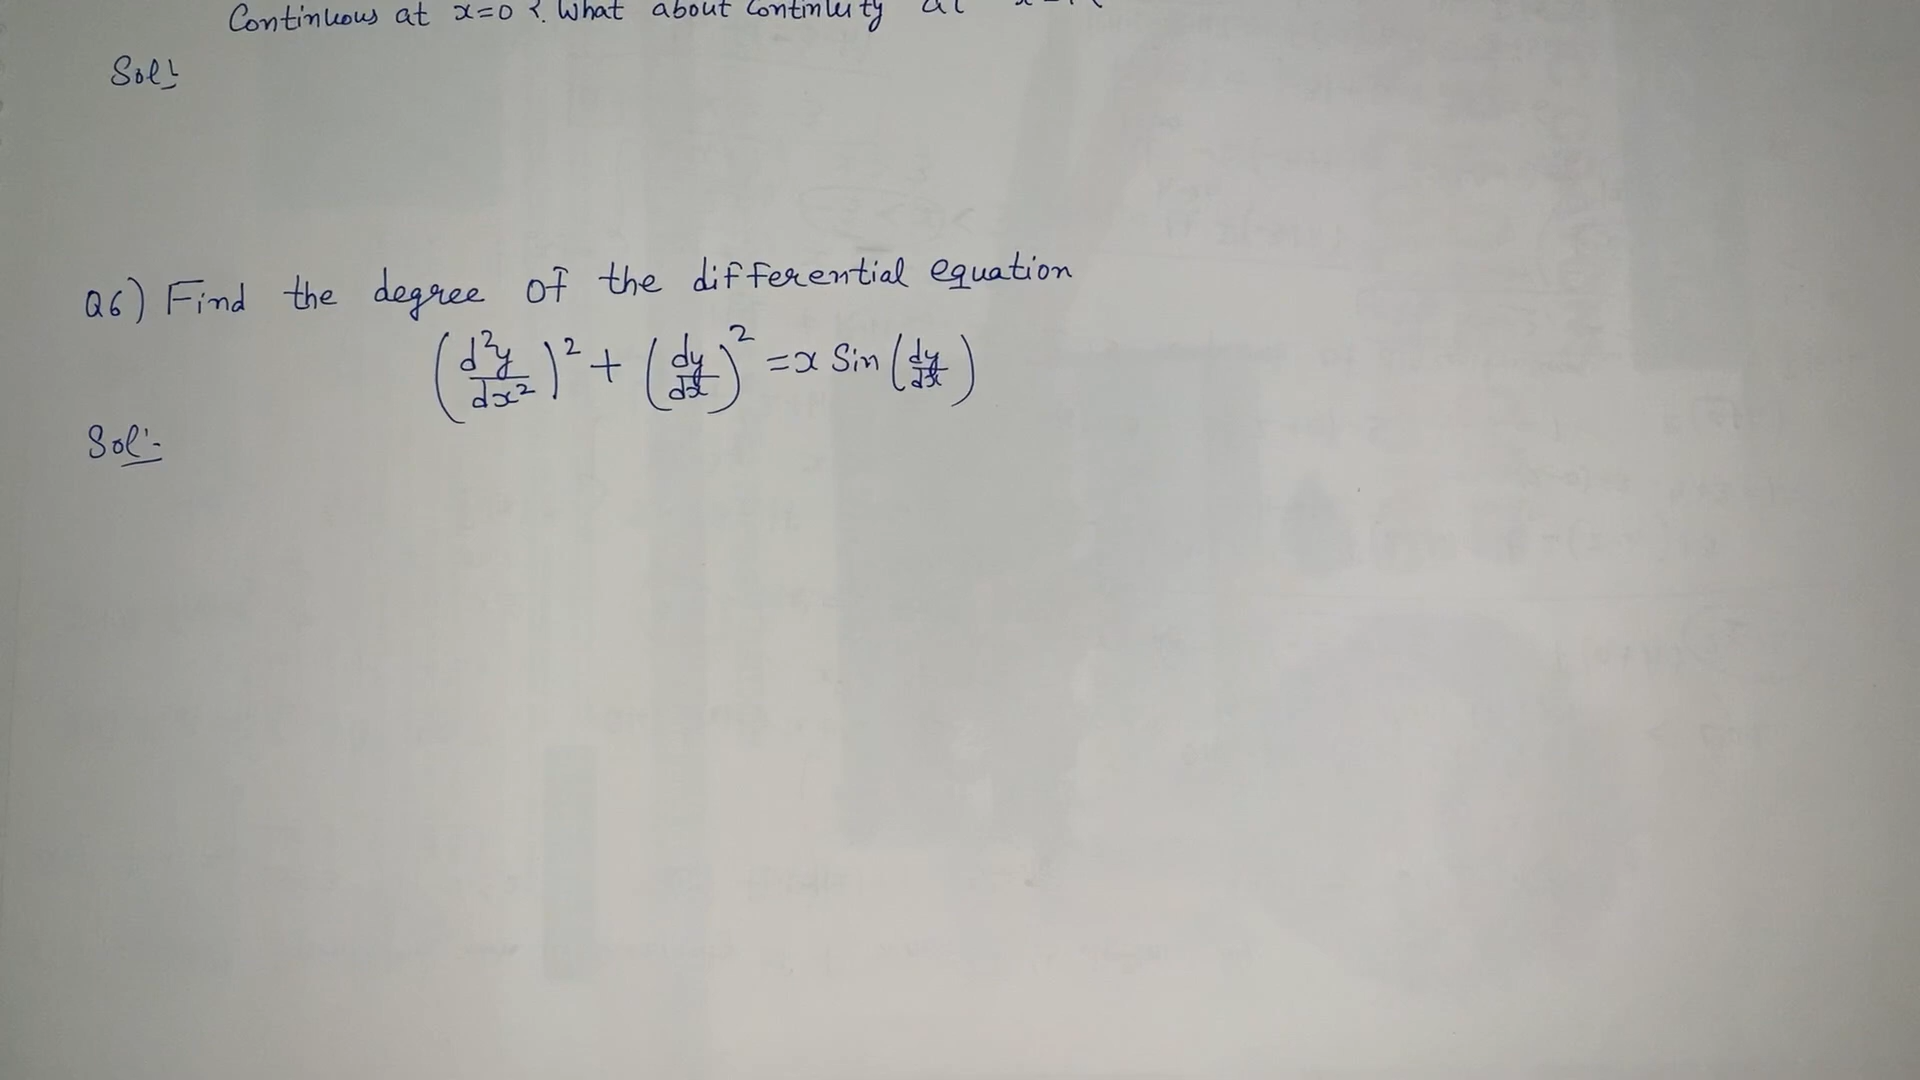 Continuous at x=0 ?. What about continuity at
Sol!
Q6) Find the degree of the differential equation
(d²y/dx²)² + (dy/dx)² = x Sin (dy/dx)
Sol:-